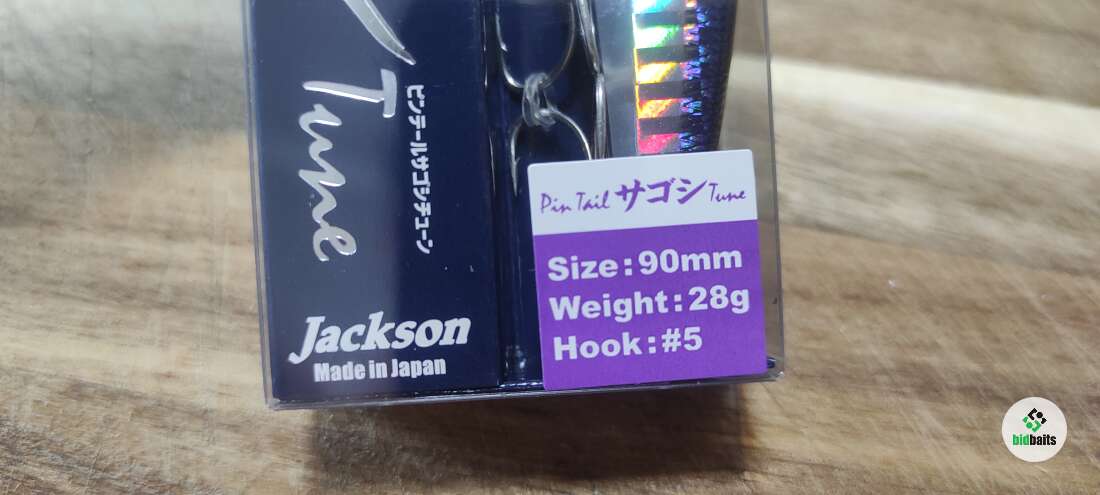 Tune
ピンテールサゴシチューン
Jackson
Made in Japan
Pin Tail サゴシ Tune
Size:90mm
Weight:28g
Hook:#5
bidbaits